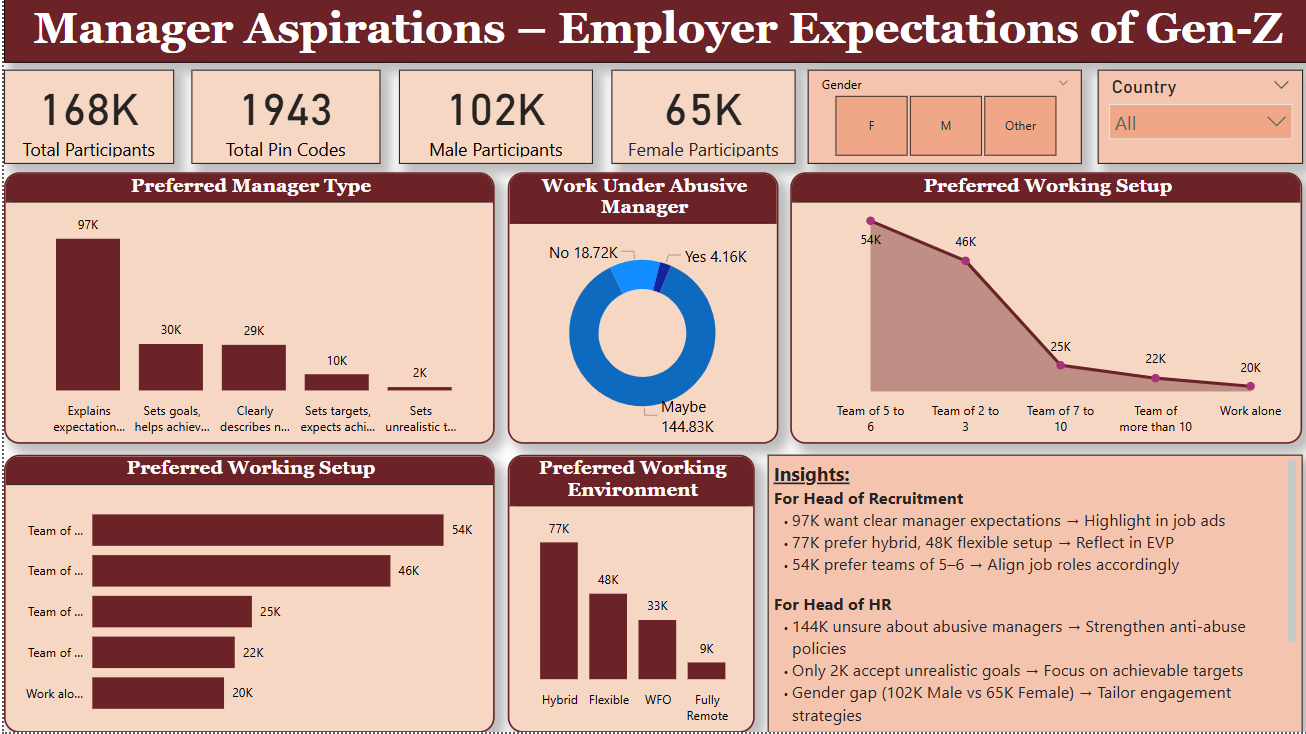 Manager Aspirations – Employer Expectations of Gen-Z
168K
Total Participants
1943
Total Pin Codes
102K
Male Participants
65K
Female Participants
Gender
F
M
Other
Country
All
Preferred Manager Type
97K
30K
29K
10K
2K
Explains
expectation...
Sets goals,
helps achiev...
Clearly
describes n...
Sets targets,
expects achi...
Sets
unrealistic t...
Work Under Abusive
Manager
No 18.72K
Yes 4.16K
Maybe
144.83K
Preferred Working Setup
54K
46K
25K
22K
20K
Team of 5 to
6
Team of 2 to
3
Team of 7 to
10
Team of
more than 10
Work alone
Preferred Working Setup
Team of ... 54K
Team of ... 46K
Team of ... 25K
Team of ... 22K
Work alo... 20K
Preferred Working
Environment
77K
48K
33K
9K
Hybrid
Flexible
WFO
Fully
Remote
Insights:
For Head of Recruitment
• 97K want clear manager expectations → Highlight in job ads
• 77K prefer hybrid, 48K flexible setup → Reflect in EVP
• 54K prefer teams of 5–6 → Align job roles accordingly
For Head of HR
• 144K unsure about abusive managers → Strengthen anti-abuse
policies
• Only 2K accept unrealistic goals → Focus on achievable targets
• Gender gap (102K Male vs 65K Female) → Tailor engagement
strategies